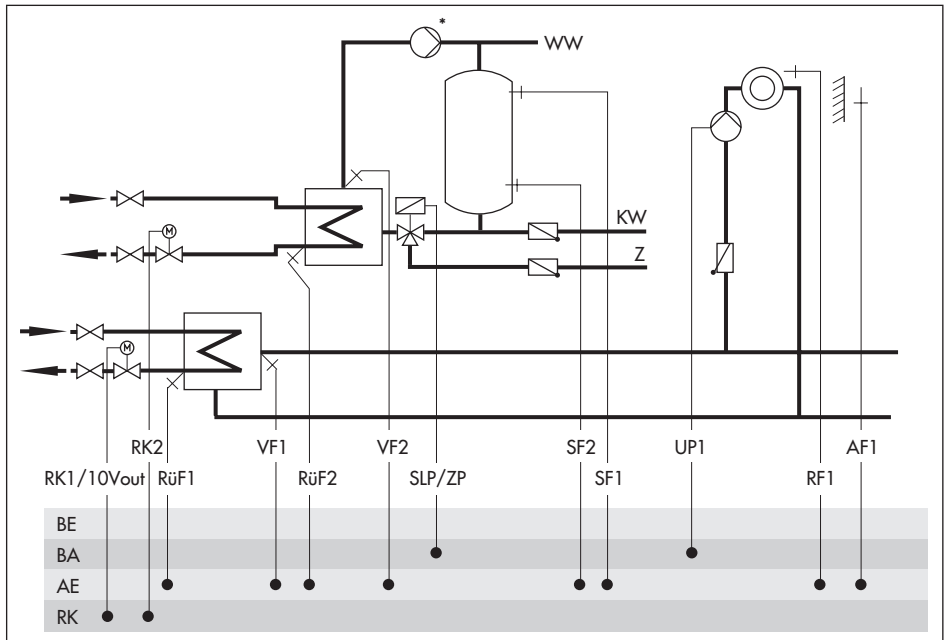 *
WW
KW
M
Z
M
RK2 VF1 VF2 SF2 UP1 AF1
RK1/10Vout RüF1 RüF2 SLP/ZP SF1 RF1
BE
BA
AE
RK